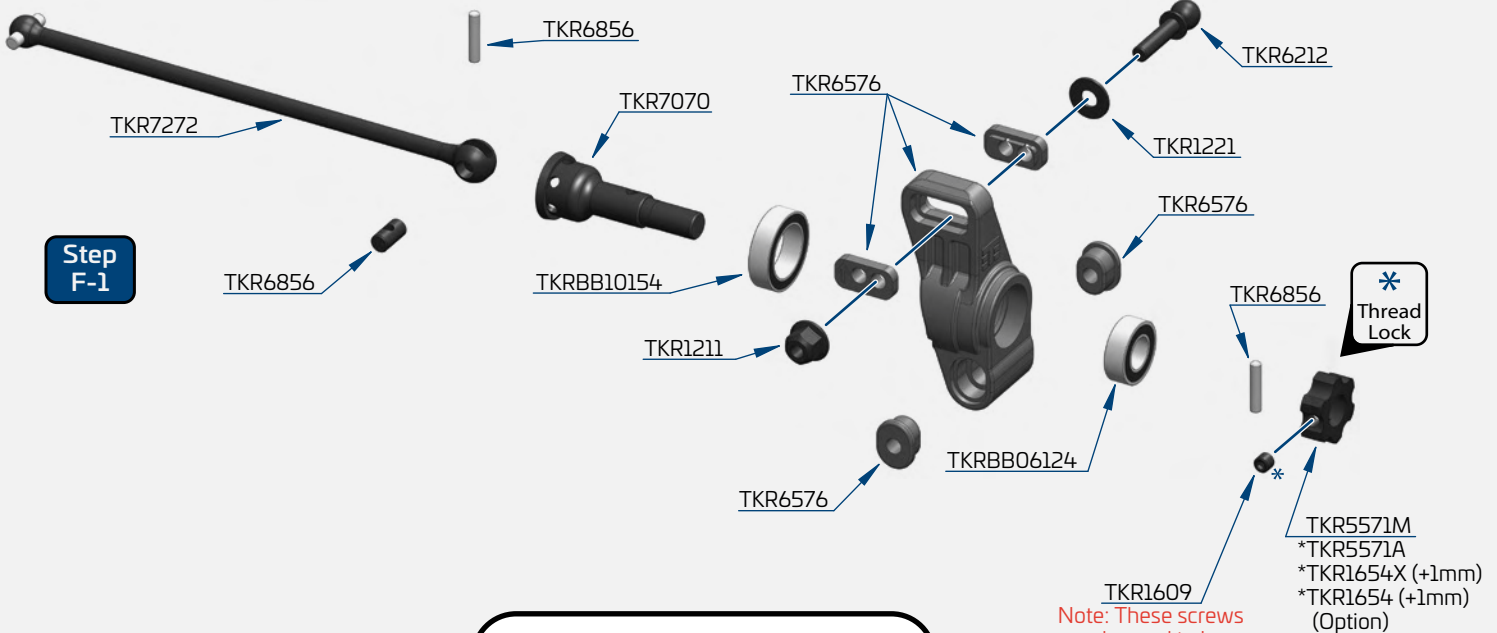 TKR6856
TKR6212
TKR6576
TKR7070
TKR7272
TKR1221
TKR6576
Step
F-1
TKR6856
TKRBB10154
TKR6856
*
Thread
Lock
TKR1211
TKRBB06124
*
TKR6576
TKR5571M
*TKR5571A
*TKR1654X (+1mm)
*TKR1654 (+1mm)
(Option)
TKR1609
Note: These screws